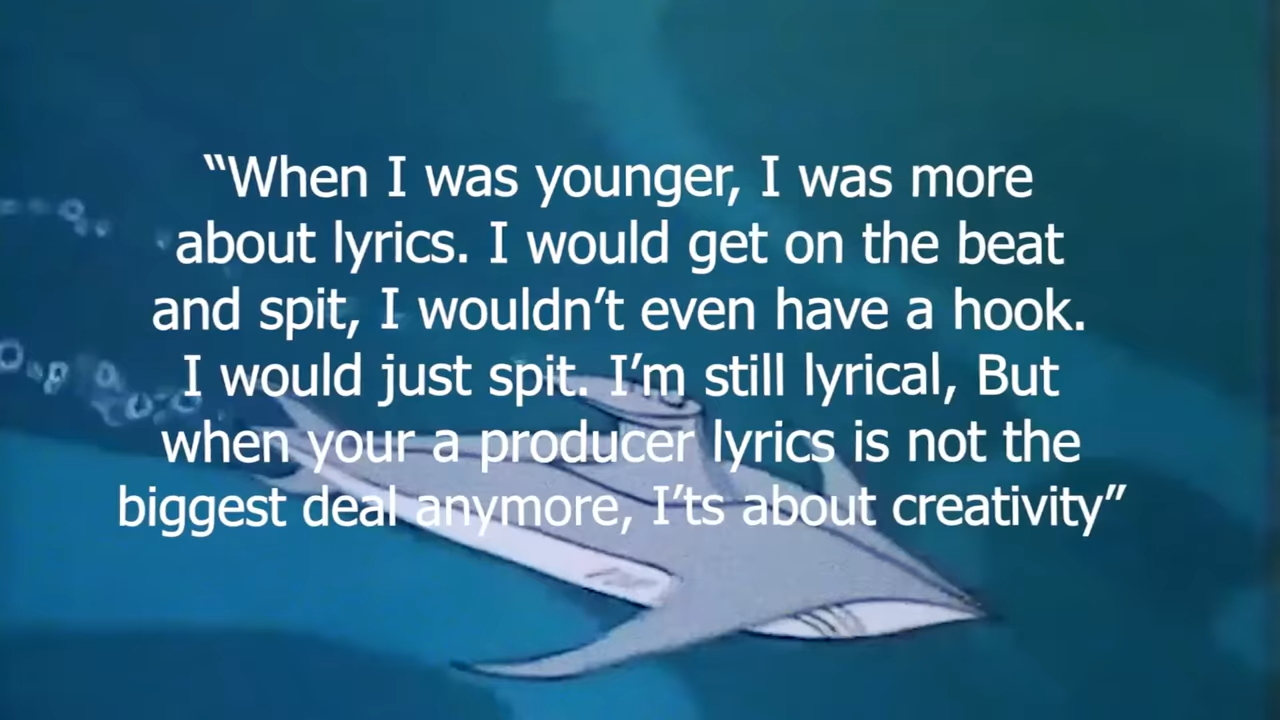 “When I was younger, I was more
about lyrics. I would get on the beat
and spit, I wouldn’t even have a hook.
I would just spit. I’m still lyrical, But
when your a producer lyrics is not the
biggest deal anymore, I’ts about creativity”